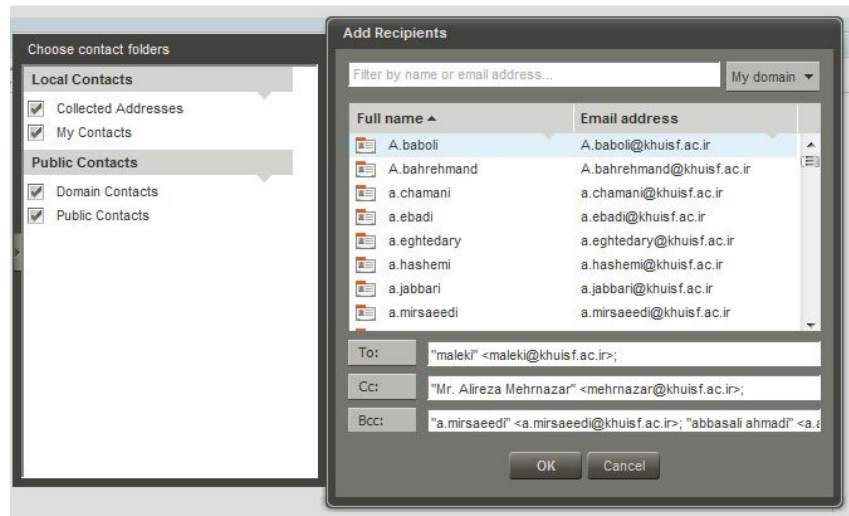 Choose contact folders
Local Contacts
Collected Addresses
My Contacts
Public Contacts
Domain Contacts
Public Contacts
Add Recipients
Filter by name or email address...
My domain
Full name Email address
A.baboli A.baboli@khuisf.ac.ir
A.bahrehmand A.bahrehmand@khuisf.ac.ir
a.chamani a.chamani@khuisf.ac.ir
a.ebadi a.ebadi@khuisf.ac.ir
a.eghtedary a.eghtedary@khuisf.ac.ir
a.hashemi a.hashemi@khuisf.ac.ir
a.jabbari a.jabbari@khuisf.ac.ir
a.mirsaeedi a.mirsaeedi@khuisf.ac.ir
To: "maleki" <maleki@khuisf.ac.ir>;
Cc: "Mr. Alireza Mehrnazar" <mehrnazar@khuisf.ac.ir>;
Bcc: "a.mirsaeedi" <a.mirsaeedi@khuisf.ac.ir>; "abbasali ahmadi" <a.a
OK Cancel